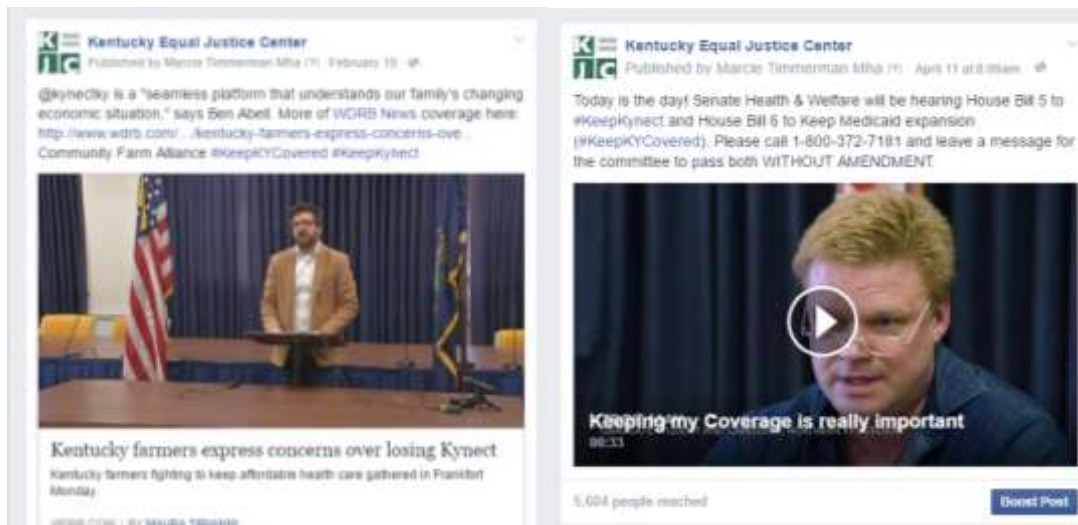 Kentucky Equal Justice Center
Published by Marcie Timmerman Mha [?] · February 19 ·
@kynectky is a "seamless platform that understands our family's changing
economic situation," says Ben Abell. More of WDRB News coverage here:
http://www.wdrb.com/.../kentucky-farmers-express-concerns-ove...
Community Farm Alliance #KeepKYCovered #KeepKynect
Kentucky farmers express concerns over losing Kynect
Kentucky farmers fighting to keep affordable health care gathered in Frankfort
Monday.
WDRB.COM | BY
Kentucky Equal Justice Center
Published by Marcie Timmerman Mha [?] · April 11 at 8:
Today is the day! Senate Health & Welfare will be hearing House Bill 5 to
#KeepKynect and House Bill 6 to Keep Medicaid expansion
(#KeepKYCovered). Please call 1-800-372-7181 and leave a message for
the committee to pass both WITHOUT AMENDMENT
Keeping my Coverage is really important
00:33
5,604 people reached
Boost Post